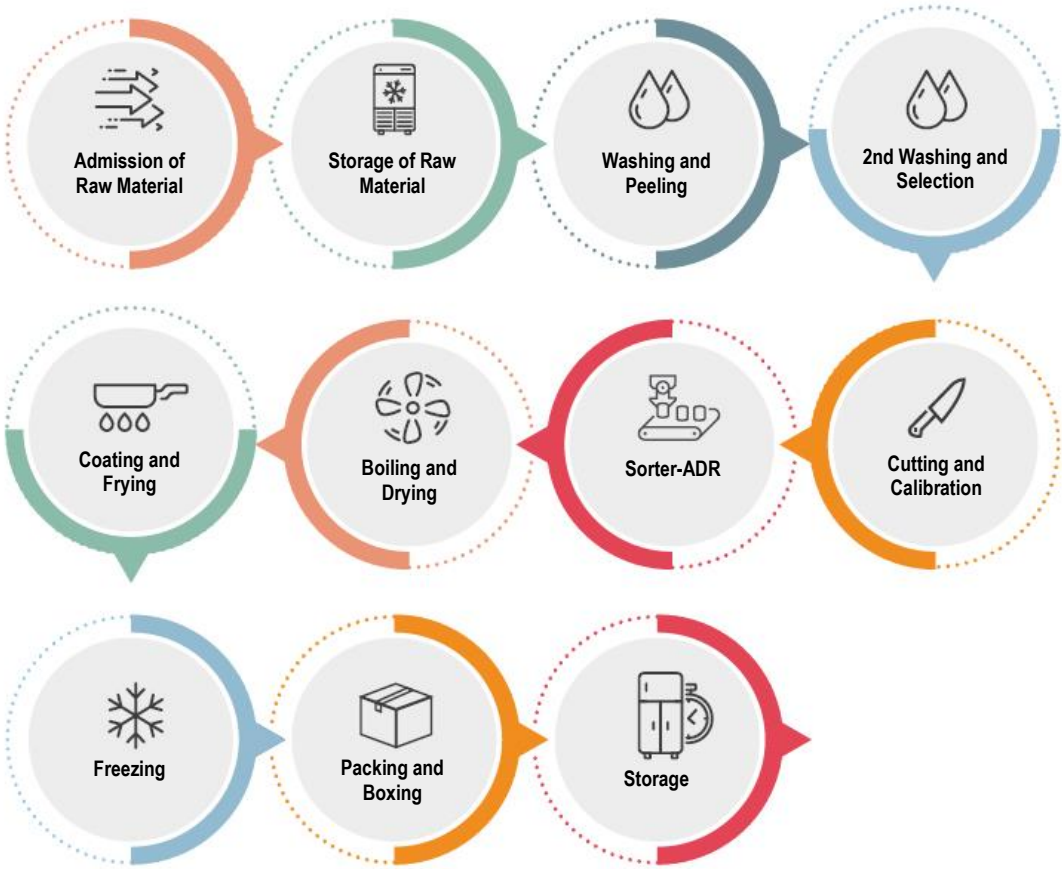 Admission of
Raw Material
Storage of Raw
Material
Washing and
Peeling
2nd Washing and
Selection
Cutting and
Calibration
Sorter-ADR
Boiling and
Drying
Coating and
Frying
Freezing
Packing and
Boxing
Storage